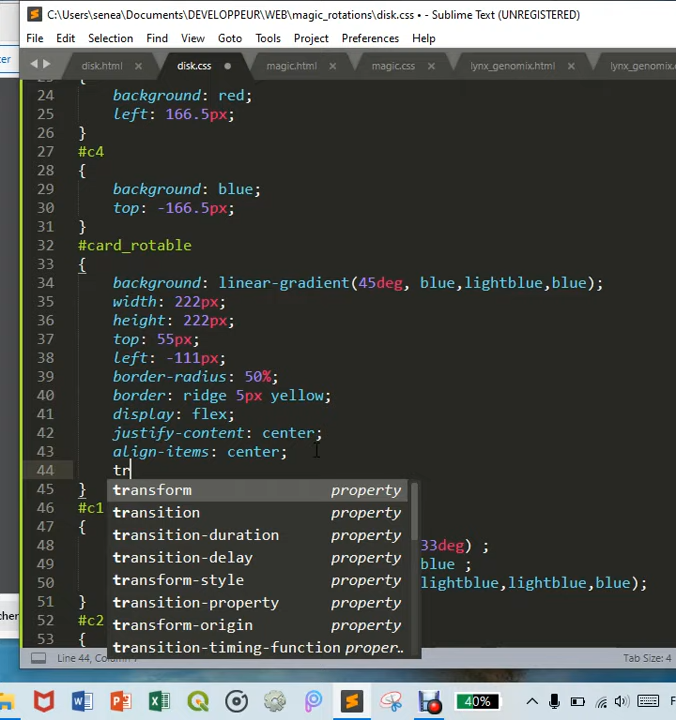 C:\Users\senea\Documents\DEVELOPPEUR\WEB\magic_rotations\disk.css • - Sublime Text (UNREGISTERED)
File Edit Selection Find View Goto Tools Project Preferences Help
disk.html disk.css magic.html magic.css lynx_genomix.html lynx_genomix.c
24 background: red;
25 left: 166.5px;
26 }
27 #c4
28 {
29 background: blue;
30 top: -166.5px;
31 }
32 #card_rotable
33 {
34 background: linear-gradient(45deg, blue,lightblue,blue);
35 width: 222px;
36 height: 222px;
37 top: 55px;
38 left: -111px;
39 border-radius: 50%;
40 border: ridge 5px yellow;
41 display: flex;
42 justify-content: center;
43 align-items: center;
44 tr
transform property
45 }
46 #c1
transition property
47 {
transition-duration property
48 33deg) ;
transition-delay property
49 blue ;
transform-style property
50 lightblue,lightblue,blue);
transition-property property
51 }
52 #c2
transform-origin property
53 {
transition-timing-function proper..
Line 44, Column
Tab Size: 4
40%